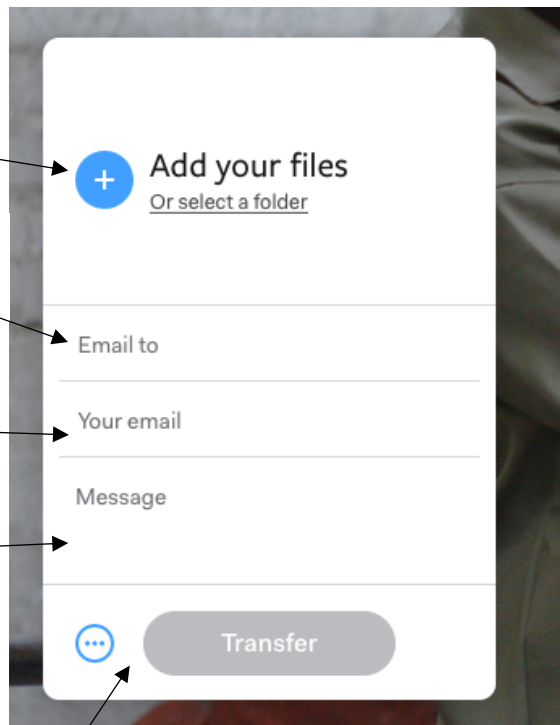 Add your files
Or select a folder
Email to
Your email
Message
Transfer